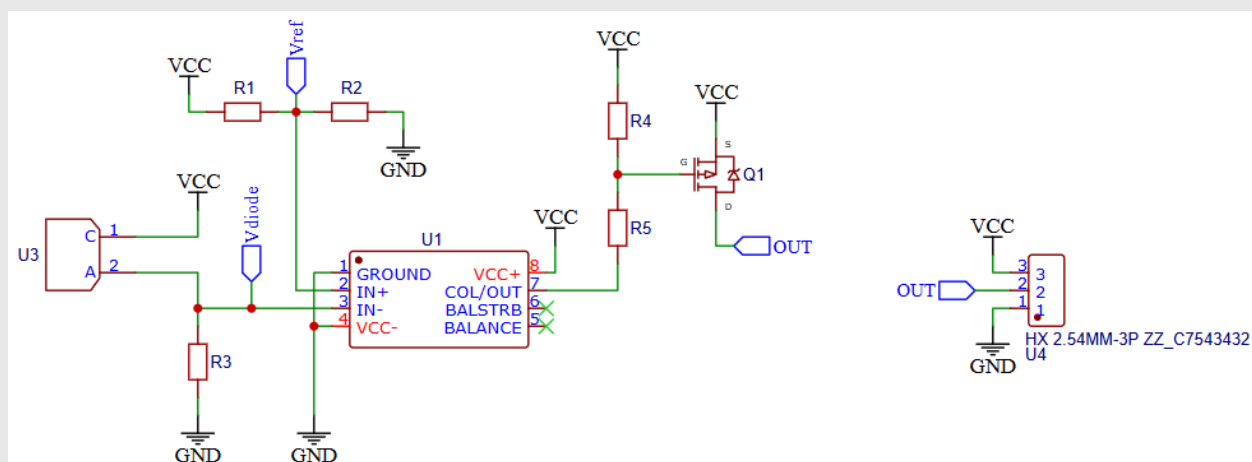 Vref
VCC
R1
R2
GND
VCC
R4
VCC
G
S
D
Q1
R5
OUT
VCC
U3
C
1
A
2
Vdiode
R3
GND
GND
U1
VCC
1
GROUND
2
IN+
3
IN-
4
VCC-
8
VCC+
7
COL/OUT
6
BALSTRB
5
BALANCE
VCC
OUT
3
3
2
2
1
1
GND
HX 2.54MM-3P ZZ_C7543432
U4